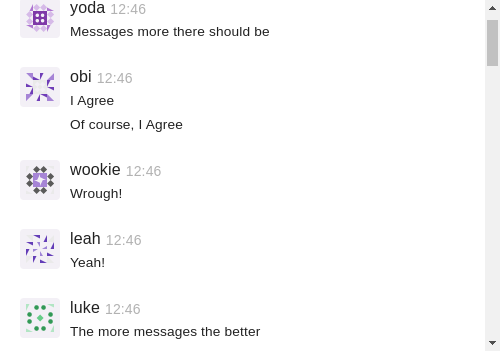 yoda 12:46
Messages more there should be
obi 12:46
I Agree
Of course, I Agree
wookie 12:46
Wrough!
leah 12:46
Yeah!
luke 12:46
The more messages the better